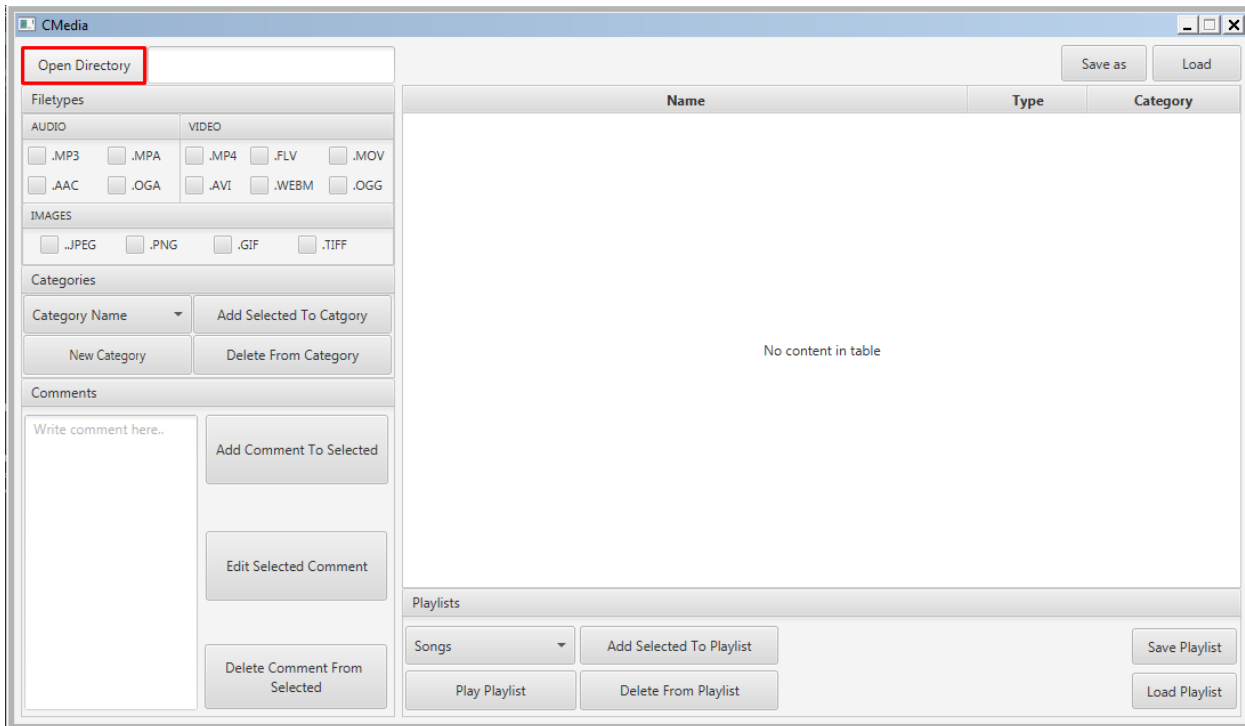 CMedia
Open Directory
Save as Load
Filetypes
AUDIO VIDEO
.MP3 .MPA .MP4 .FLV .MOV
.AAC .OGA .AVI .WEBM .OGG
IMAGES
..JPEG .PNG .GIF .TIFF
Categories
Category Name Add Selected To Catgory
New Category Delete From Category
Comments
Write comment here..
Add Comment To Selected
Edit Selected Comment
Delete Comment From
Selected
Name Type Category
No content in table
Playlists
Songs Add Selected To Playlist Save Playlist
Play Playlist Delete From Playlist Load Playlist